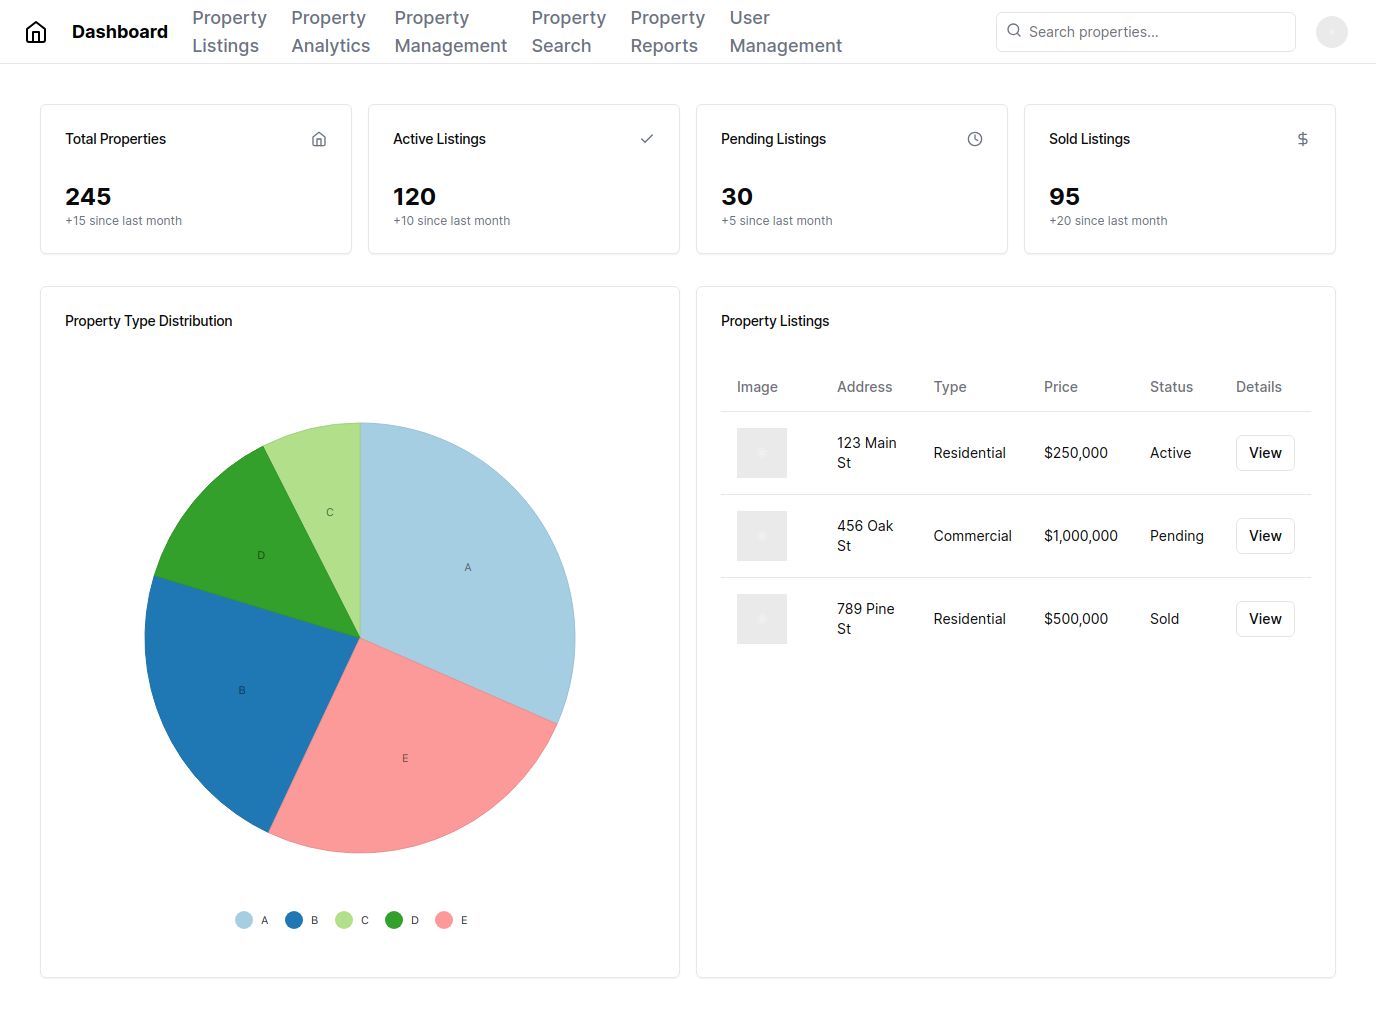 Dashboard
Property Listings
Property Analytics
Property Management
Property Search
Property Reports
User Management
Search properties...
Total Properties
245
+15 since last month
Active Listings
120
+10 since last month
Pending Listings
30
+5 since last month
Sold Listings
95
+20 since last month
Property Type Distribution
C
A
D
B
E
A B C D E
Property Listings
Image Address Type Price Status Details
123 Main St Residential $250,000 Active View
456 Oak St Commercial $1,000,000 Pending View
789 Pine St Residential $500,000 Sold View